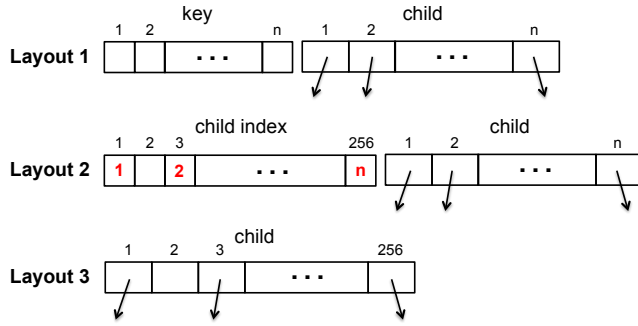 key child
1 2 n 1 2 n
Layout 1 ... ...
child index child
1 2 3 256 1 2 n
Layout 2 1 2 ... n ...
child
1 2 3 256
Layout 3 ...